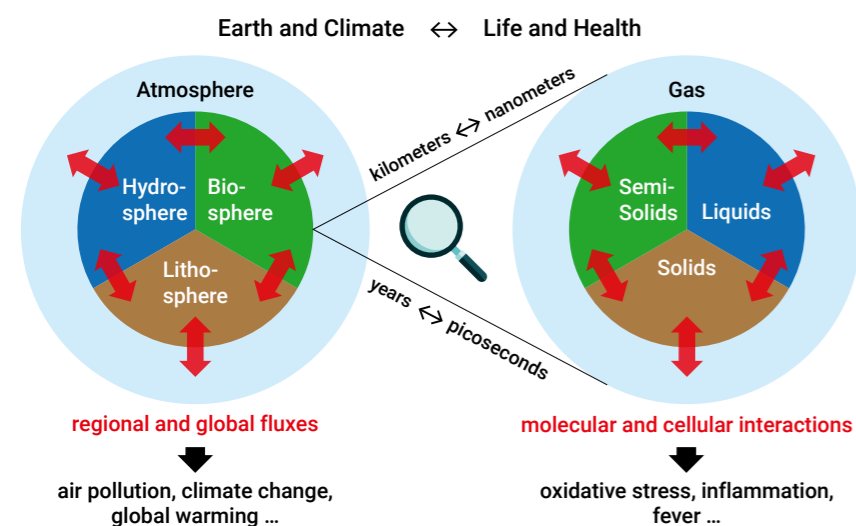 Earth and Climate ↔ Life and Health
Atmosphere
Hydro-
sphere
Bio-
sphere
Litho-
sphere
kilometers ↔ nanometers
years ↔ picoseconds
Gas
Semi-
Solids
Liquids
Solids
regional and global fluxes
air pollution, climate change,
global warming ...
molecular and cellular interactions
oxidative stress, inflammation,
fever ...